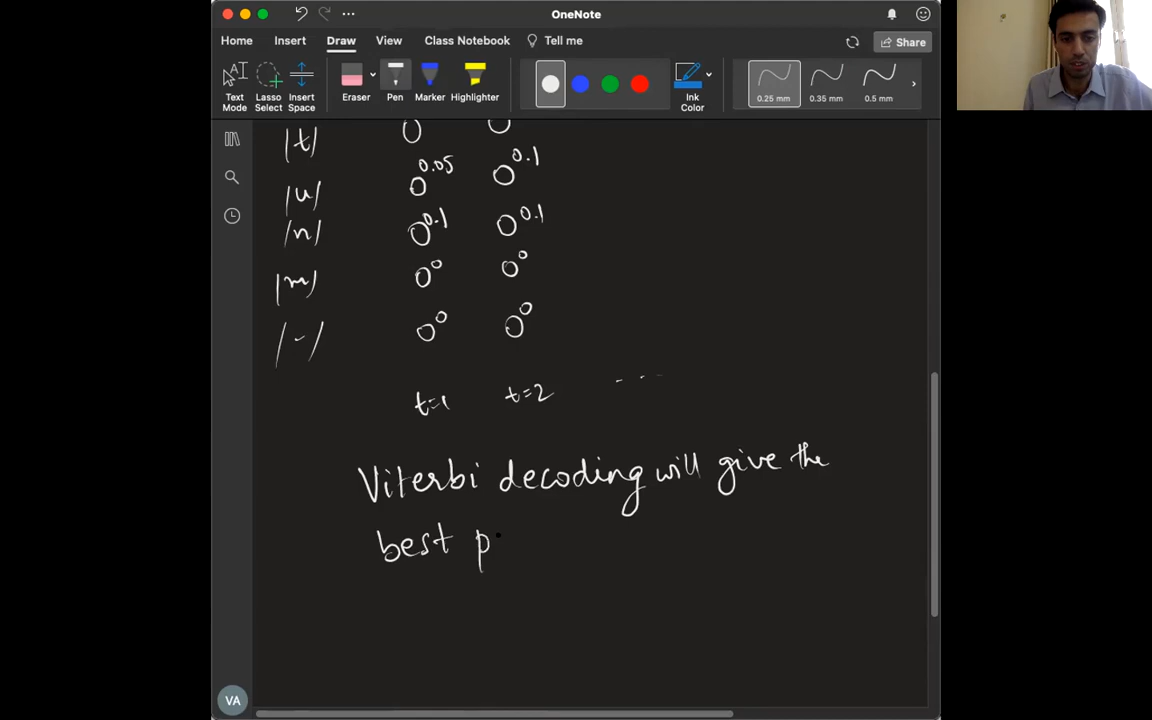 OneNote
Home Insert Draw View Class Notebook Tell me Share
Text Mode Lasso Select Insert Space Eraser Pen Marker Highlighter Ink Color 0.25 mm 0.35 mm 0.5 mm
/t/ 0 0
/u/ 0 0.05 0 0.1
/n/ 0 0.1 0 0.1
/m/ 0 0 0 0
/-/ 0 0 0 0
t=1 t=2 - - -
Viterbi decoding will give the
best p
VA